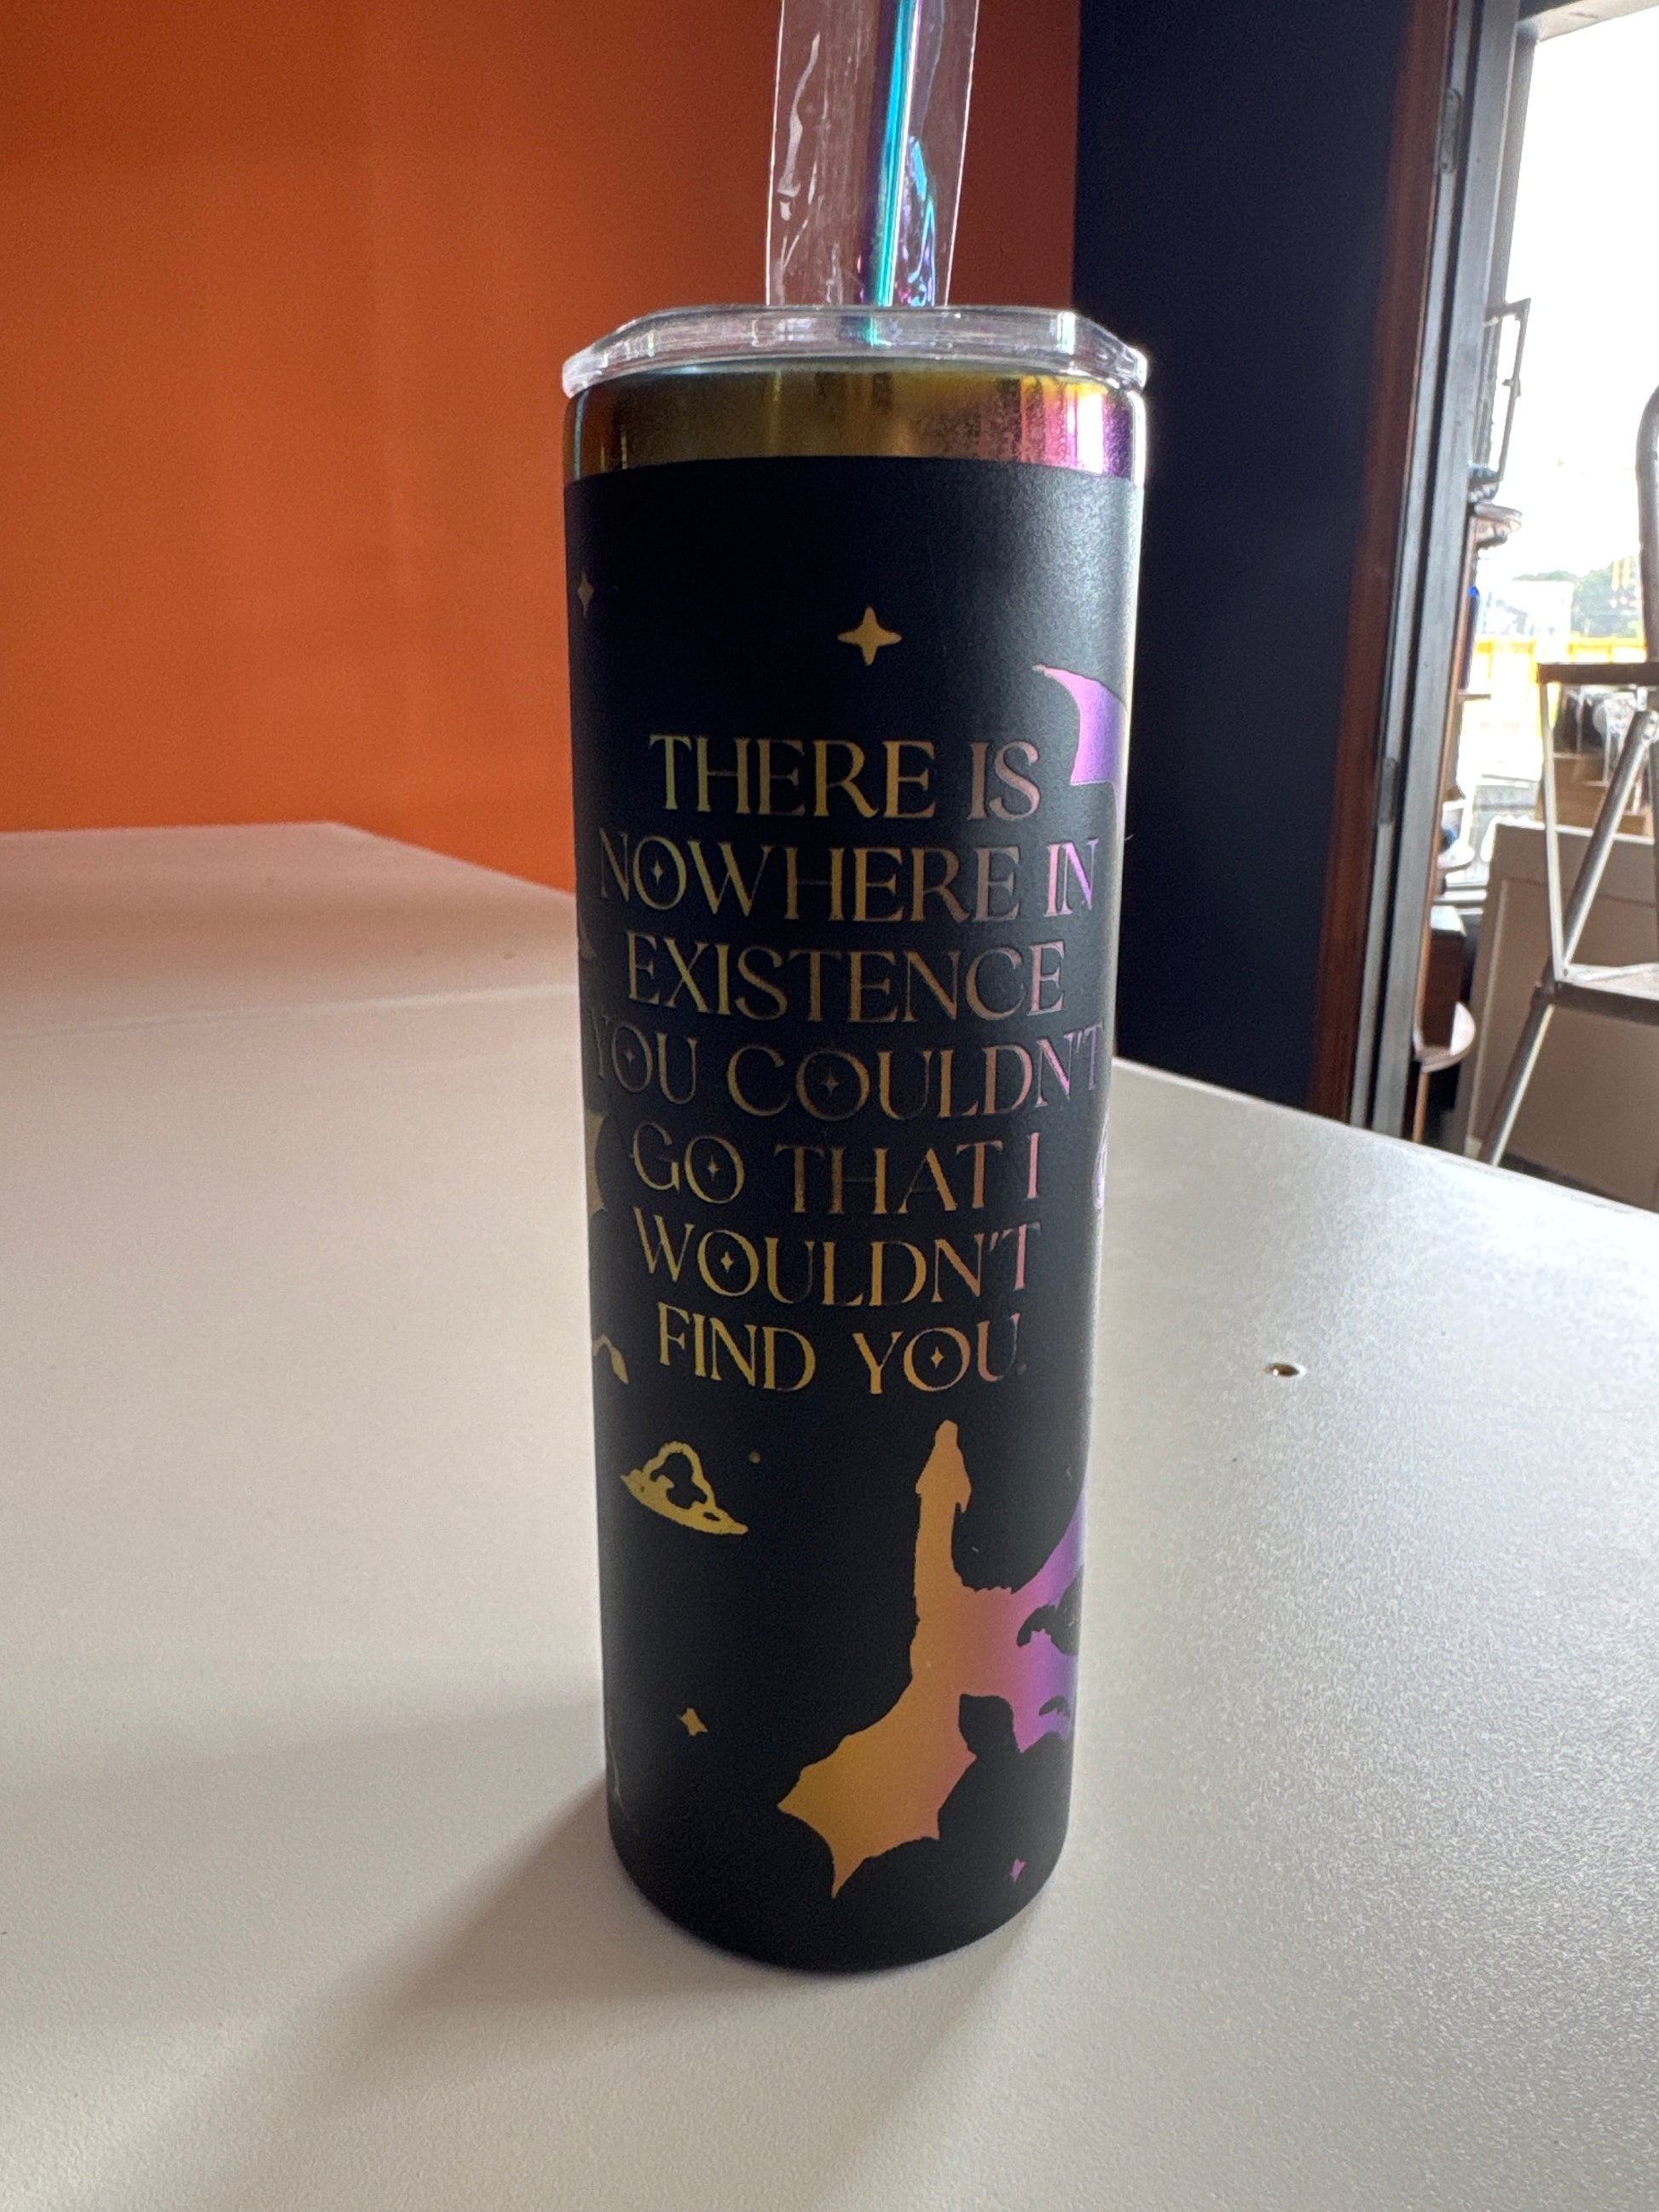 THERE IS
NOWHERE IN
EXISTENCE
YOU COULDN'T
GO THAT I
WOULDN'T
FIND YOU.